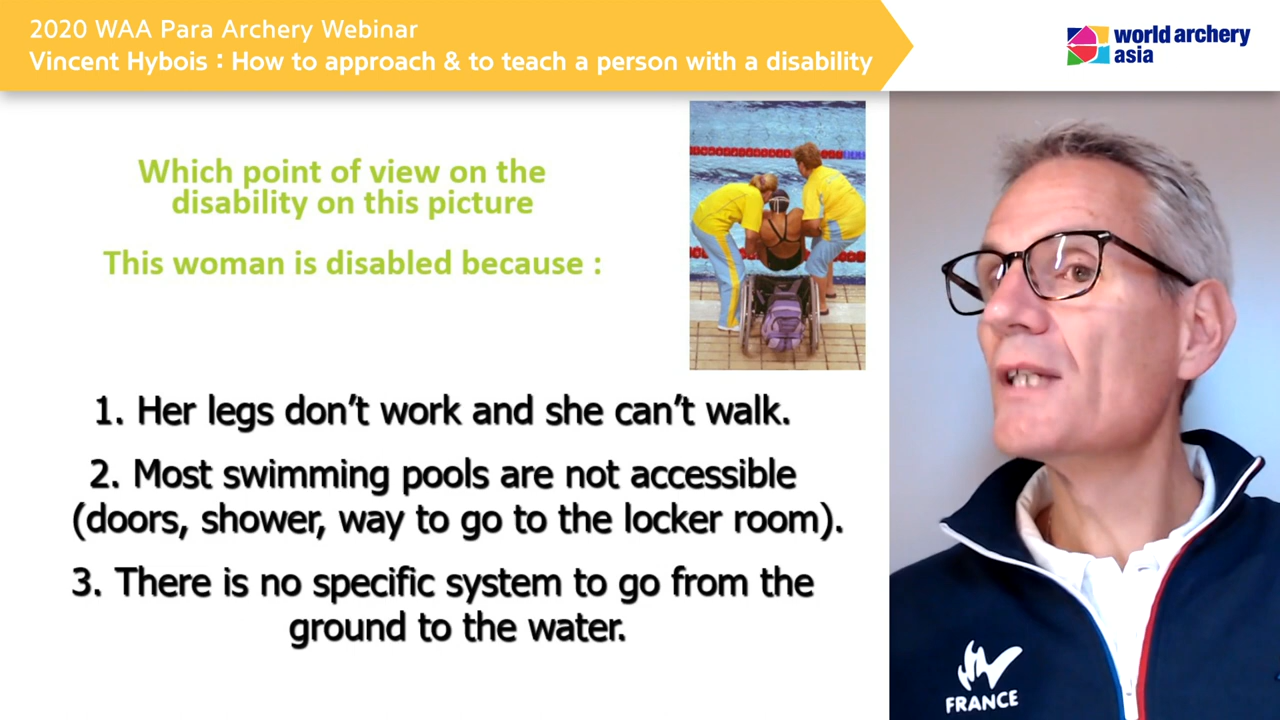 2020 WAA Para Archery Webinar
Vincent Hybois : How to approach & to teach a person with a disability
world archery
asia
Which point of view on the
disability on this picture
This woman is disabled because :
1. Her legs don’t work and she can’t walk.
2. Most swimming pools are not accessible
(doors, shower, way to go to the locker room).
3. There is no specific system to go from the
ground to the water.
FRANCE